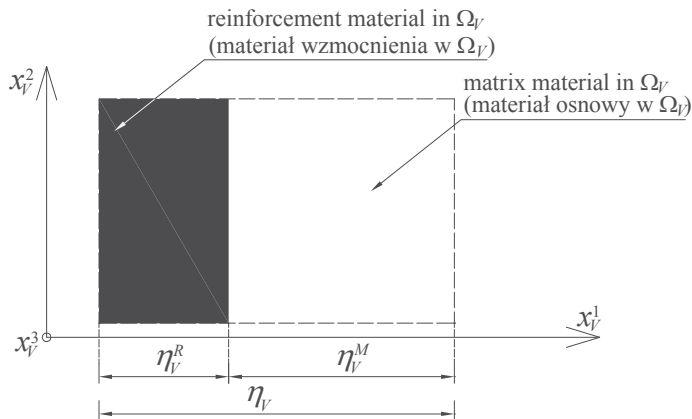 reinforcement material in Ω_V
(materiał wzmocnienia w Ω_V)
x_V^2
matrix material in Ω_V
(materiał osnowy w Ω_V)
x_V^3
x_V^1
η_V^R
η_V^M
η_V